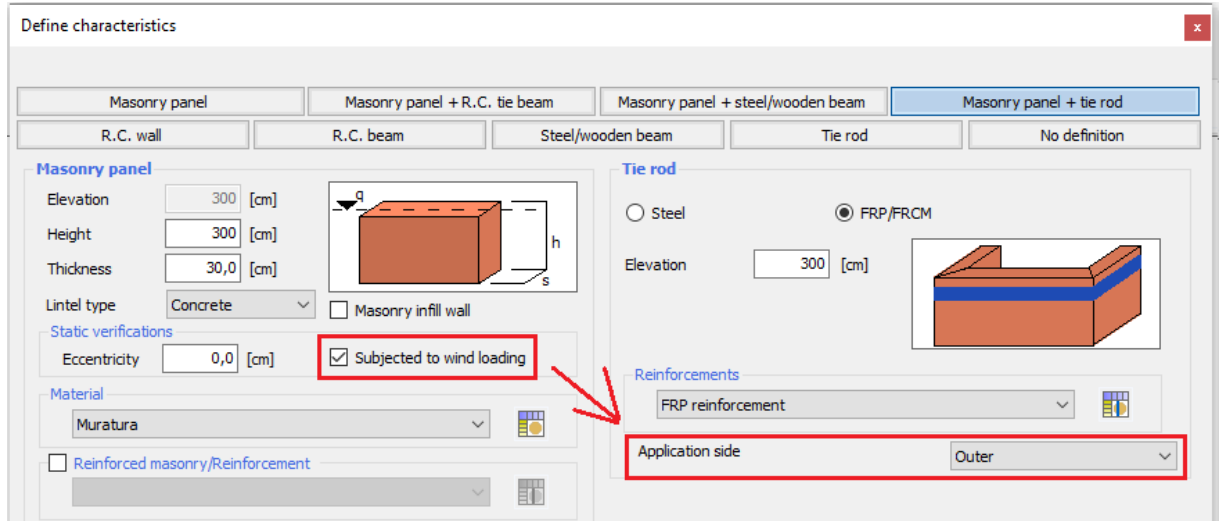 Define characteristics
x
Masonry panel
Masonry panel + R.C. tie beam
Masonry panel + steel/wooden beam
Masonry panel + tie rod
R.C. wall
R.C. beam
Steel/wooden beam
Tie rod
No definition
Masonry panel
Elevation 300 [cm]
Height 300 [cm]
Thickness 30,0 [cm]
Lintel type Concrete
q
h
s
Masonry infill wall
Static verifications
Eccentricity 0,0 [cm]
Subjected to wind loading
Material
Muratura
Reinforced masonry/Reinforcement
Tie rod
Steel
FRP/FRCM
Elevation 300 [cm]
Reinforcements
FRP reinforcement
Application side Outer